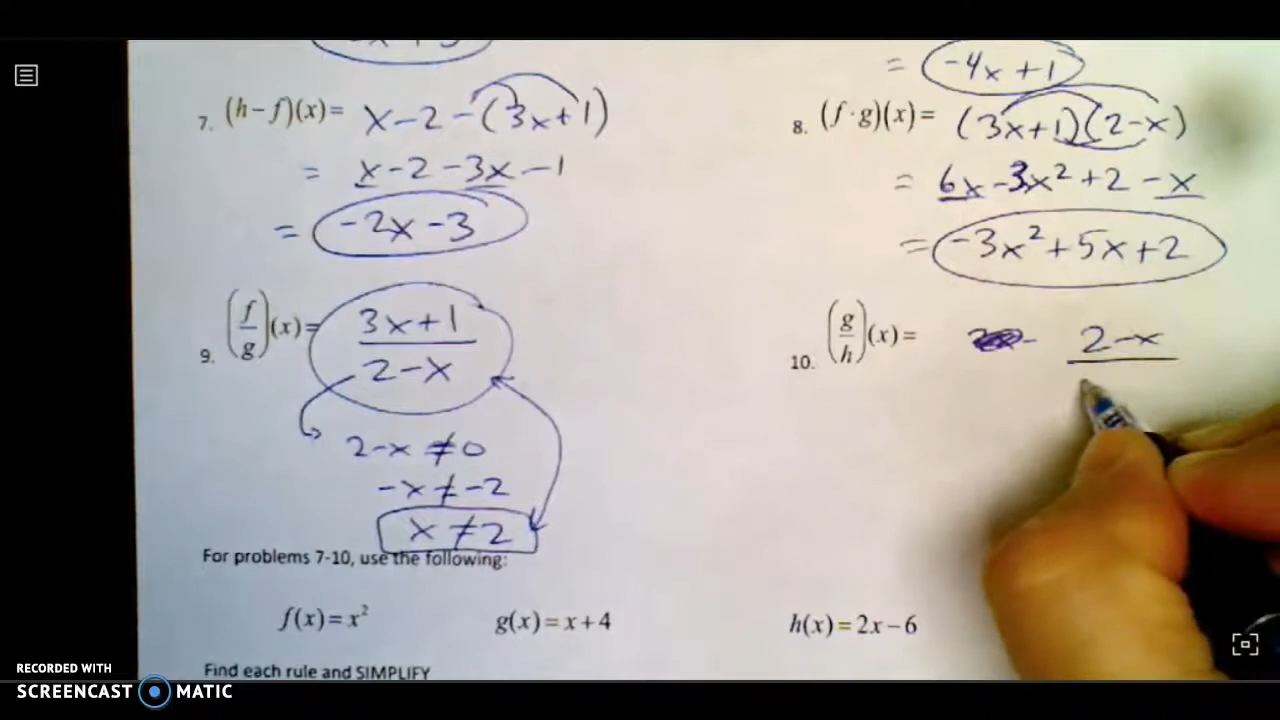 = -4x + 1
7. (h−f)(x)= x - 2 - (3x + 1)
= x - 2 - 3x - 1
= -2x - 3
8. (f·g)(x)= (3x + 1)(2 - x)
= 6x - 3x² + 2 - x
= -3x² + 5x + 2
9. (f/g)(x)= 3x + 1
2 - x
2 - x ≠ 0
-x ≠ -2
x ≠ 2
10. (g/h)(x)= 2 - x
For problems 7-10, use the following:
f(x) = x² g(x) = x + 4 h(x) = 2x − 6
Find each rule and SIMPLIFY
RECORDED WITH
SCREENCAST MATIC